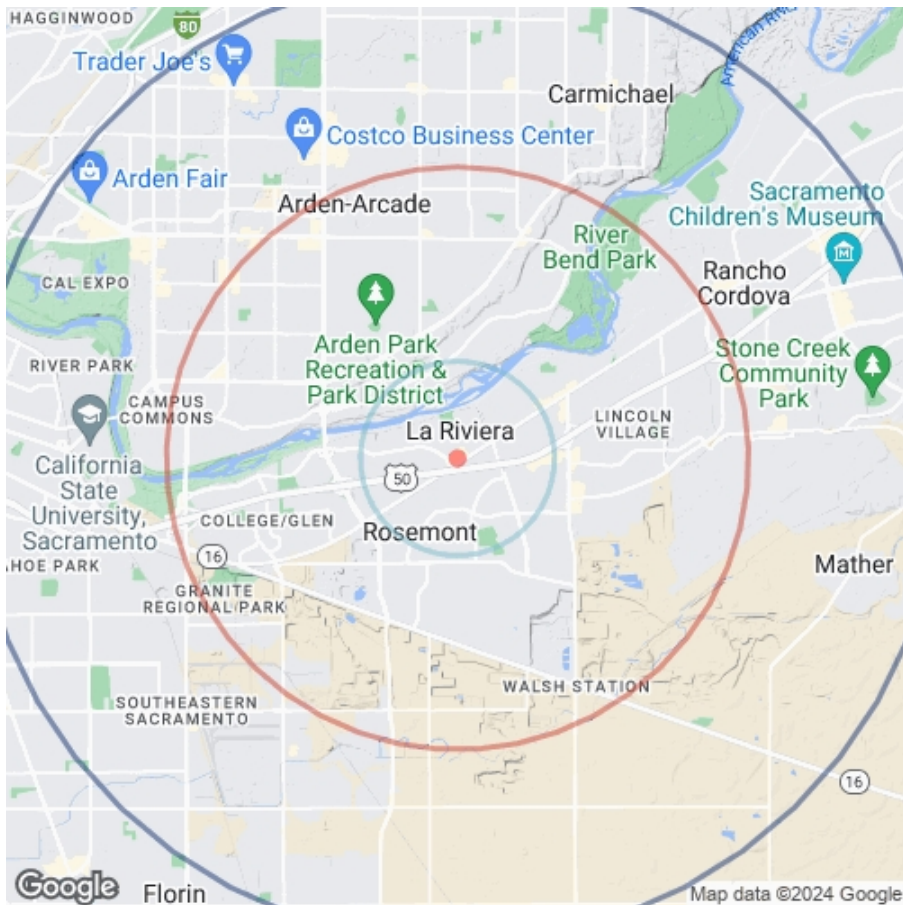 HAGGINWOOD
80
Trader Joe's
Carmichael
American River
Costco Business Center
Arden Fair
Arden-Arcade
Sacramento
Children's Museum
River
Bend Park
CAL EXPO
Rancho
Cordova
Arden Park
Recreation &
Park District
Stone Creek
Community
Park
RIVER PARK
CAMPUS
COMMONS
LINCOLN
VILLAGE
La Riviera
California
State
University,
Sacramento
50
COLLEGE/GLEN
Rosemont
16
AHOE PARK
Mather
GRANITE
REGIONAL PARK
WALSH STATION
SOUTHEASTERN
SACRAMENTO
16
Google
Florin
Map data ©2024 Google